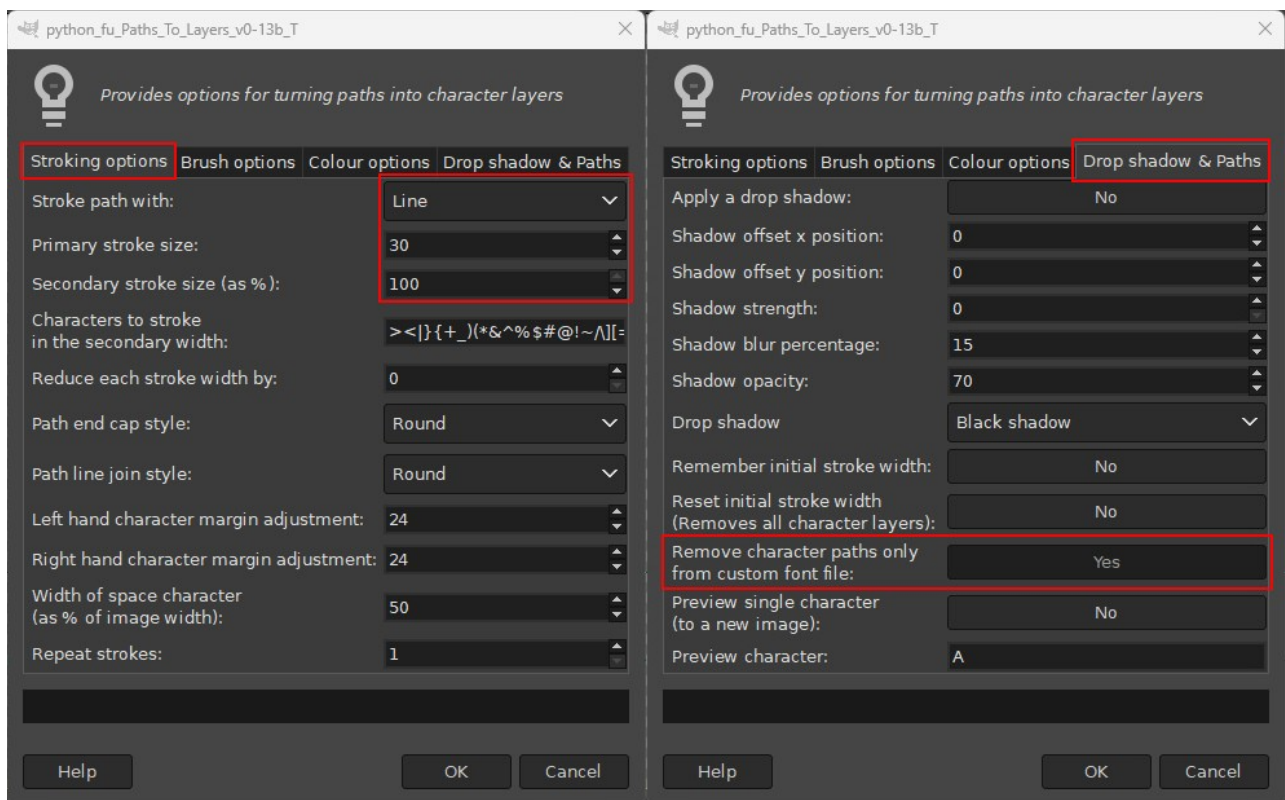 python_fu_Paths_To_Layers_v0-13b_T
Provides options for turning paths into character layers
Stroking options Brush options Colour options Drop shadow & Paths
Stroke path with: Line
Primary stroke size: 30
Secondary stroke size (as %): 100
Characters to stroke
in the secondary width: ><|}{+_)(*&^%$#@!~/\][=
Reduce each stroke width by: 0
Path end cap style: Round
Path line join style: Round
Left hand character margin adjustment: 24
Right hand character margin adjustment: 24
Width of space character
(as % of image width): 50
Repeat strokes: 1
Help OK Cancel
python_fu_Paths_To_Layers_v0-13b_T
Provides options for turning paths into character layers
Stroking options Brush options Colour options Drop shadow & Paths
Apply a drop shadow: No
Shadow offset x position: 0
Shadow offset y position: 0
Shadow strength: 0
Shadow blur percentage: 15
Shadow opacity: 70
Drop shadow Black shadow
Remember initial stroke width: No
Reset initial stroke width
(Removes all character layers): No
Remove character paths only
from custom font file: Yes
Preview single character
(to a new image): No
Preview character: A
Help OK Cancel